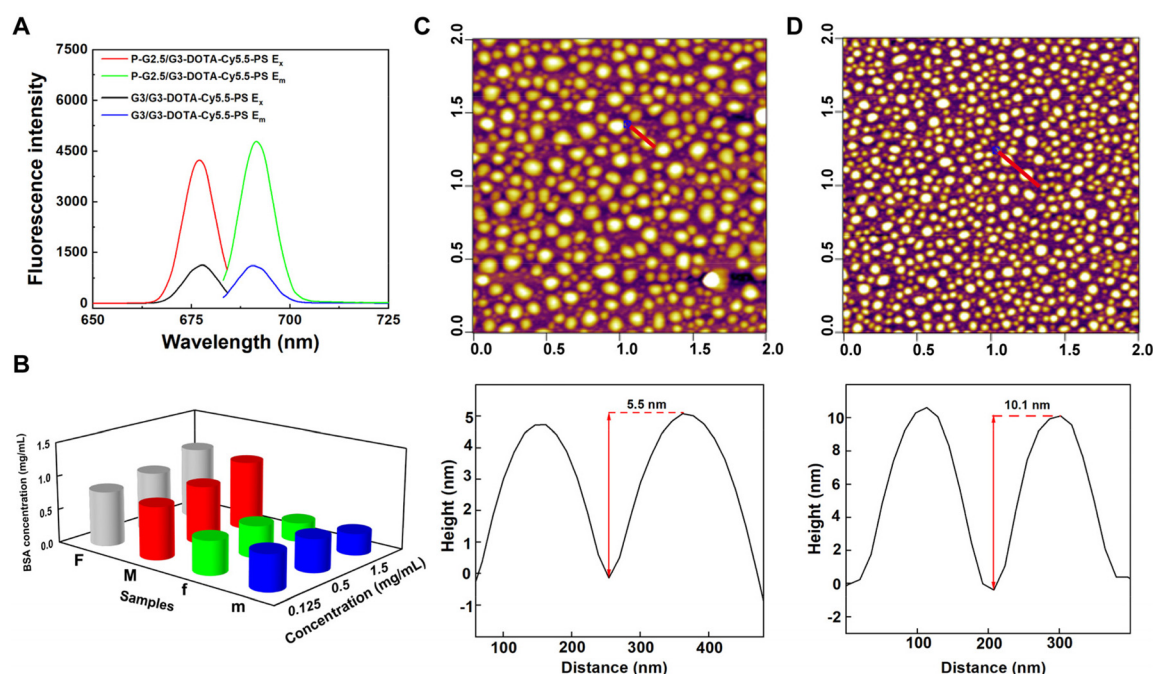 A
7500
6000
4500
3000
1500
0
Fluorescence intensity
P-G2.5/G3-DOTA-Cy5.5-PS Ex
P-G2.5/G3-DOTA-Cy5.5-PS Em
G3/G3-DOTA-Cy5.5-PS Ex
G3/G3-DOTA-Cy5.5-PS Em
650
675
700
725
Wavelength (nm)
B
BSA concentration (mg/mL)
1.5
1.0
0.5
0.0
F
M
f
m
Samples
0.125
0.5
1.5
Concentration (mg/mL)
C
2.0
1.5
1.0
0.5
0.0
0.0
0.5
1.0
1.5
2.0
Height (nm)
5
4
3
2
1
0
-1
5.5 nm
100
200
300
400
Distance (nm)
D
2.0
1.5
1.0
0.5
0.0
0.0
0.5
1.0
1.5
2.0
Height (nm)
10
8
6
4
2
0
-2
10.1 nm
100
200
300
Distance (nm)